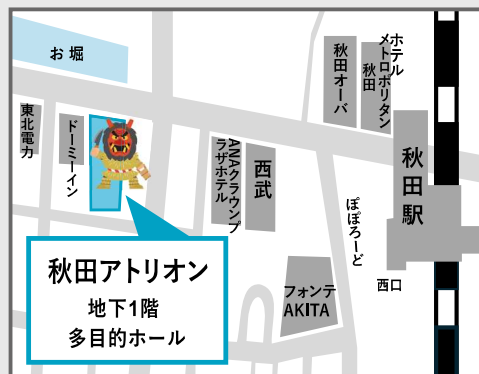 お堀
東北電力
ドーミーイン
ANAクラウンプ
ラザホテル
西武
秋田オーパ
ホテル
メトロポリタン
秋田
秋田駅
ぽぽろーど
西口
フォンテ
AKITA
秋田アトリオン
地下1階
多目的ホール